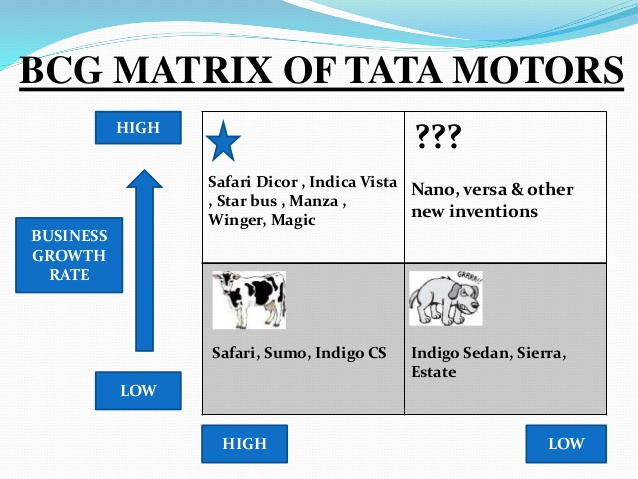 BCG MATRIX OF TATA MOTORS
HIGH
BUSINESS
GROWTH
RATE
LOW
Safari Dicor , Indica Vista
, Star bus , Manza ,
Winger, Magic
???
Nano, versa & other
new inventions
Safari, Sumo, Indigo CS
GRRRR!
Indigo Sedan, Sierra,
Estate
HIGH
LOW